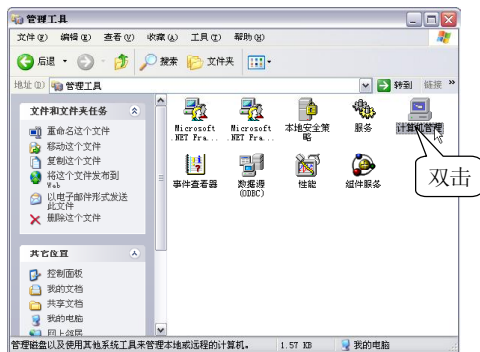 管理工具
文件(F) 编辑(E) 查看(V) 收藏(A) 工具(T) 帮助(H)
后退 搜索 文件夹
地址(D) 管理工具 转到 链接 »
文件和文件夹任务
重命名这个文件
移动这个文件
复制这个文件
将这个文件发布到
Web
以电子邮件形式发送
此文件
删除这个文件
其它位置
控制面板
我的文档
共享文档
我的电脑
网上邻居
Microsoft
.NET Fra...
Microsoft
.NET Fra...
本地安全策
略
服务
计算机管理
事件查看器
数据源
(ODBC)
性能
组件服务
双击
管理磁盘以及使用其他系统工具来管理本地或远程的计算机。 1.57 KB 我的电脑